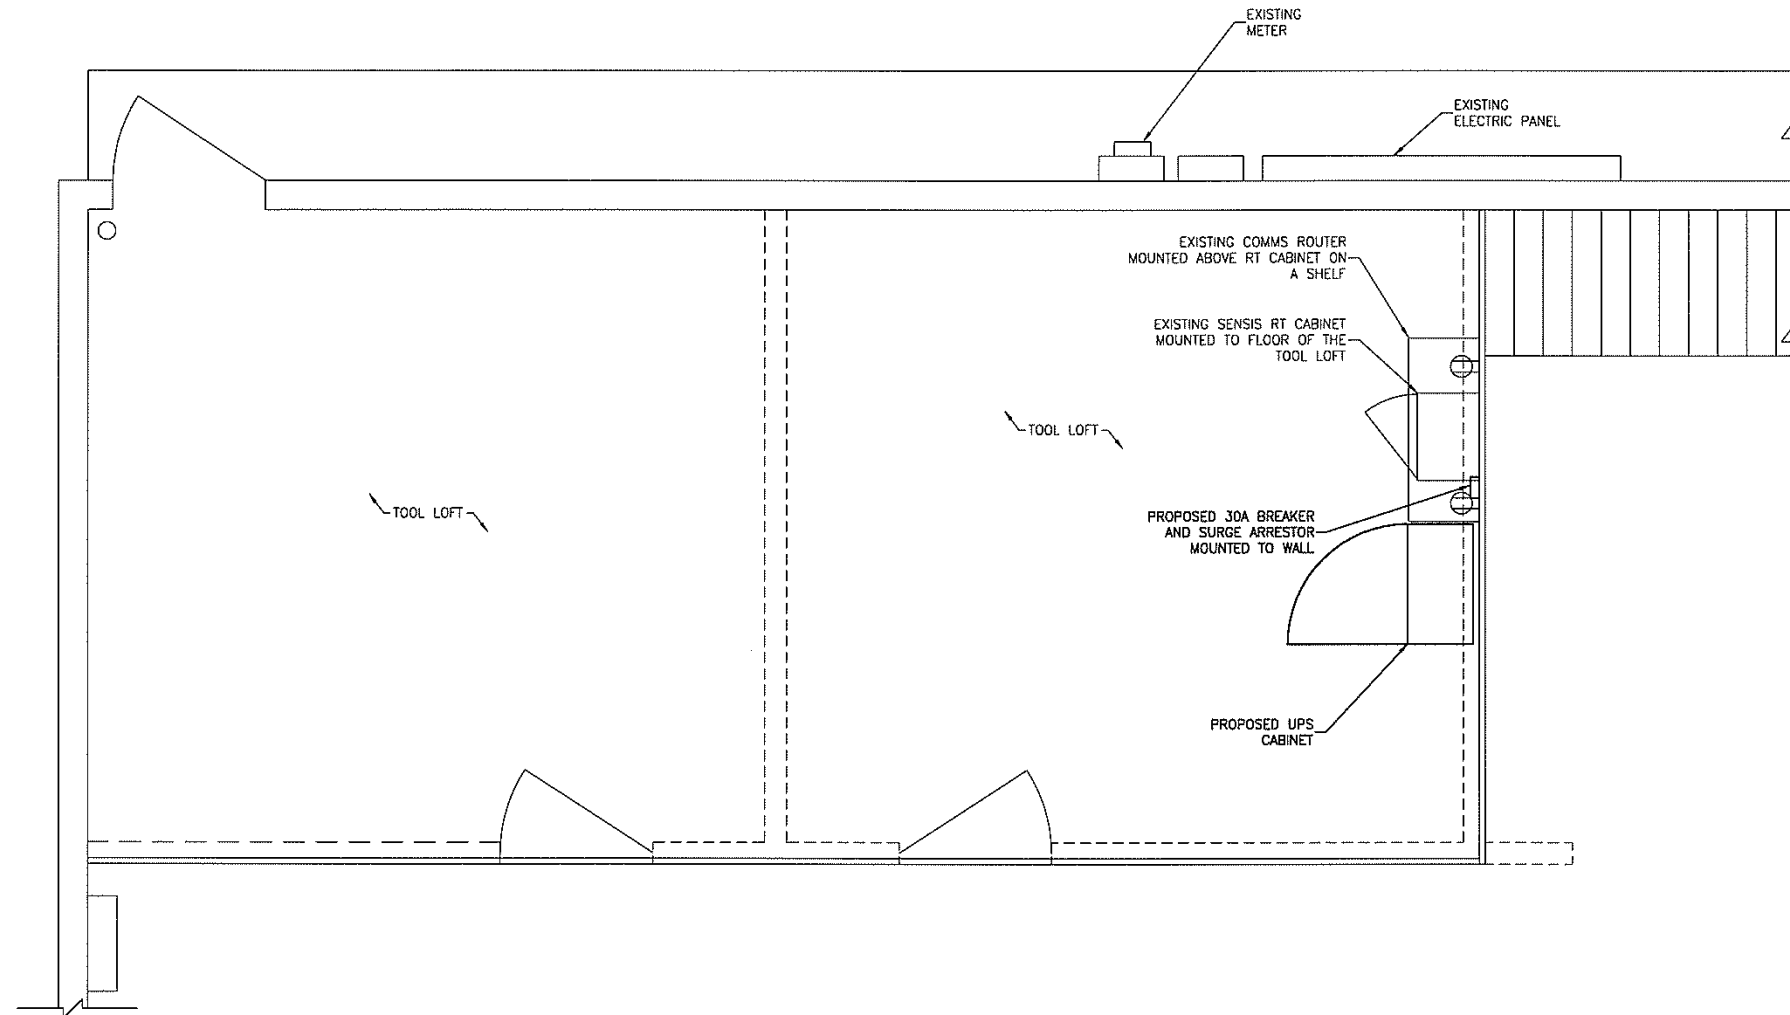 EXISTING
METER
EXISTING
ELECTRIC PANEL
EXISTING COMMS ROUTER
MOUNTED ABOVE RT CABINET ON
A SHELF
EXISTING SENSIS RT CABINET
MOUNTED TO FLOOR OF THE
TOOL LOFT
TOOL LOFT
TOOL LOFT
PROPOSED 30A BREAKER
AND SURGE ARRESTOR
MOUNTED TO WALL
PROPOSED UPS
CABINET